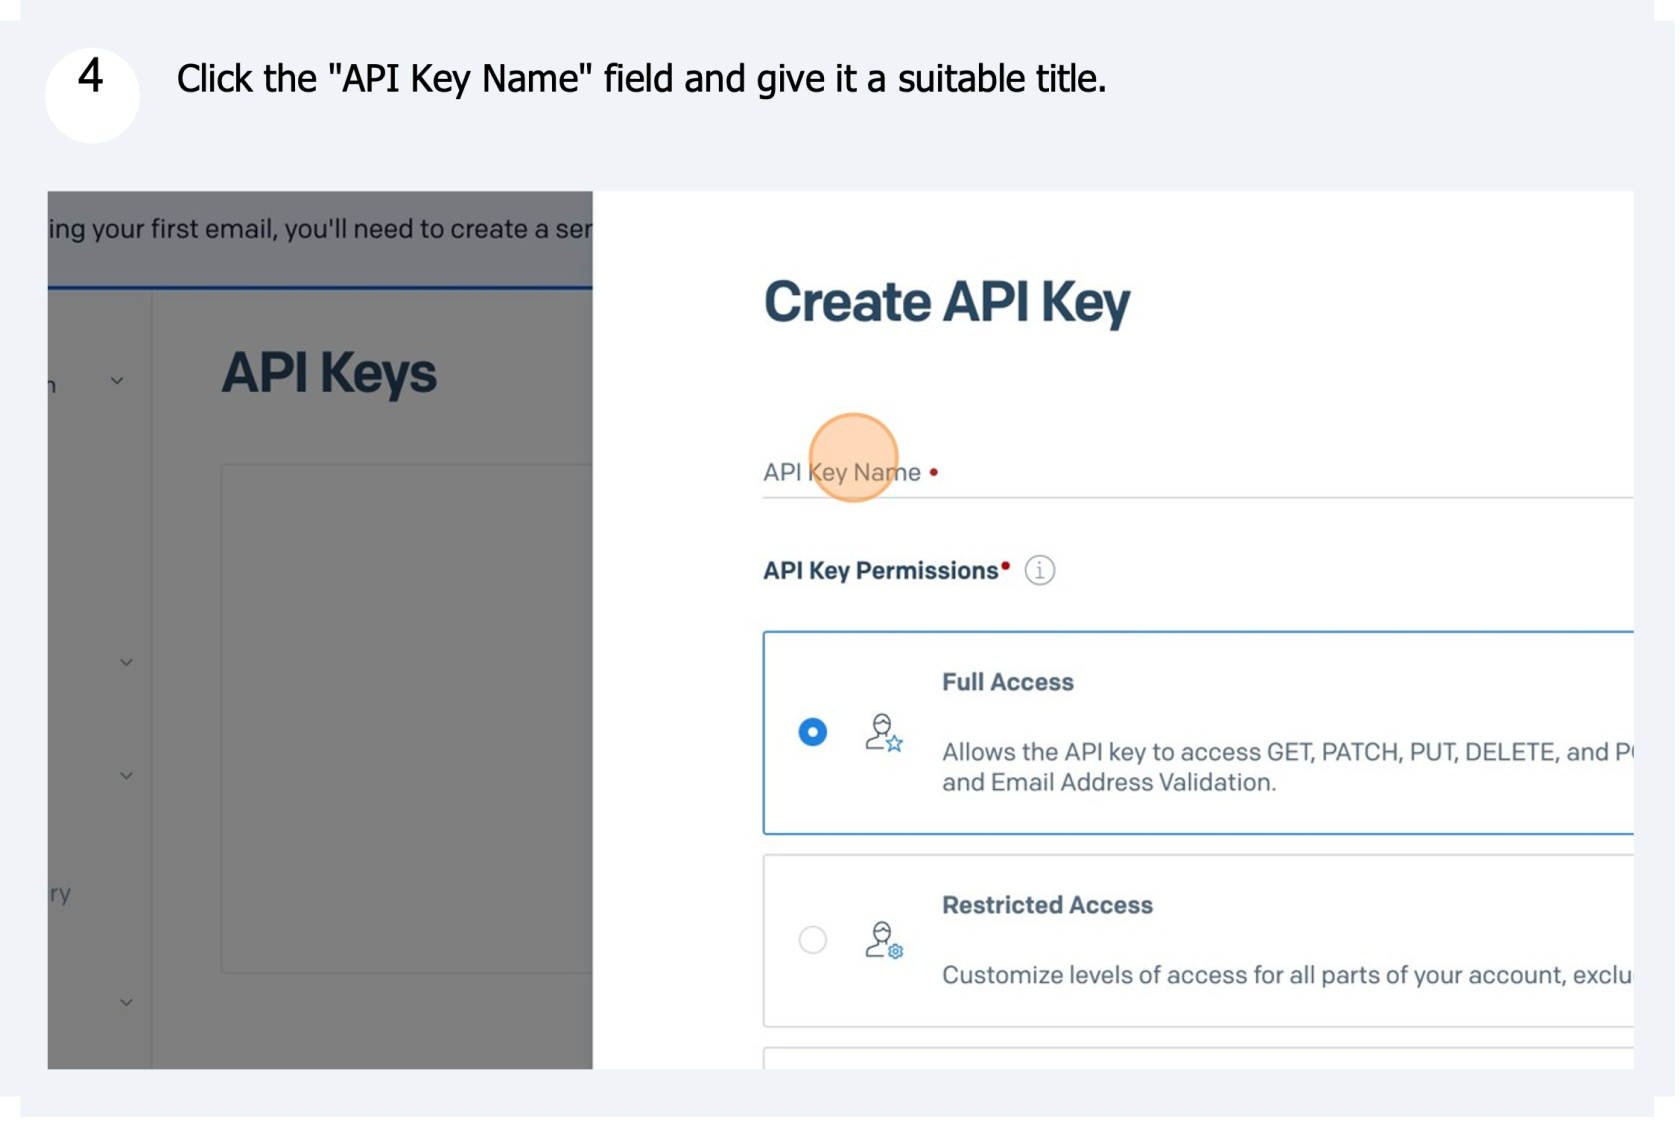 4
Click the "API Key Name" field and give it a suitable title.
ing your first email, you'll need to create a ser
API Keys
ry
Create API Key
API Key Name •
API Key Permissions•
Full Access
Allows the API key to access GET, PATCH, PUT, DELETE, and P
and Email Address Validation.
Restricted Access
Customize levels of access for all parts of your account, exclu